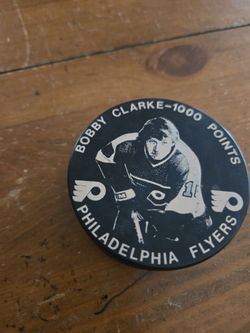 BOBBY CLARKE-1000 POINTS
PHILADELPHIA FLYERS